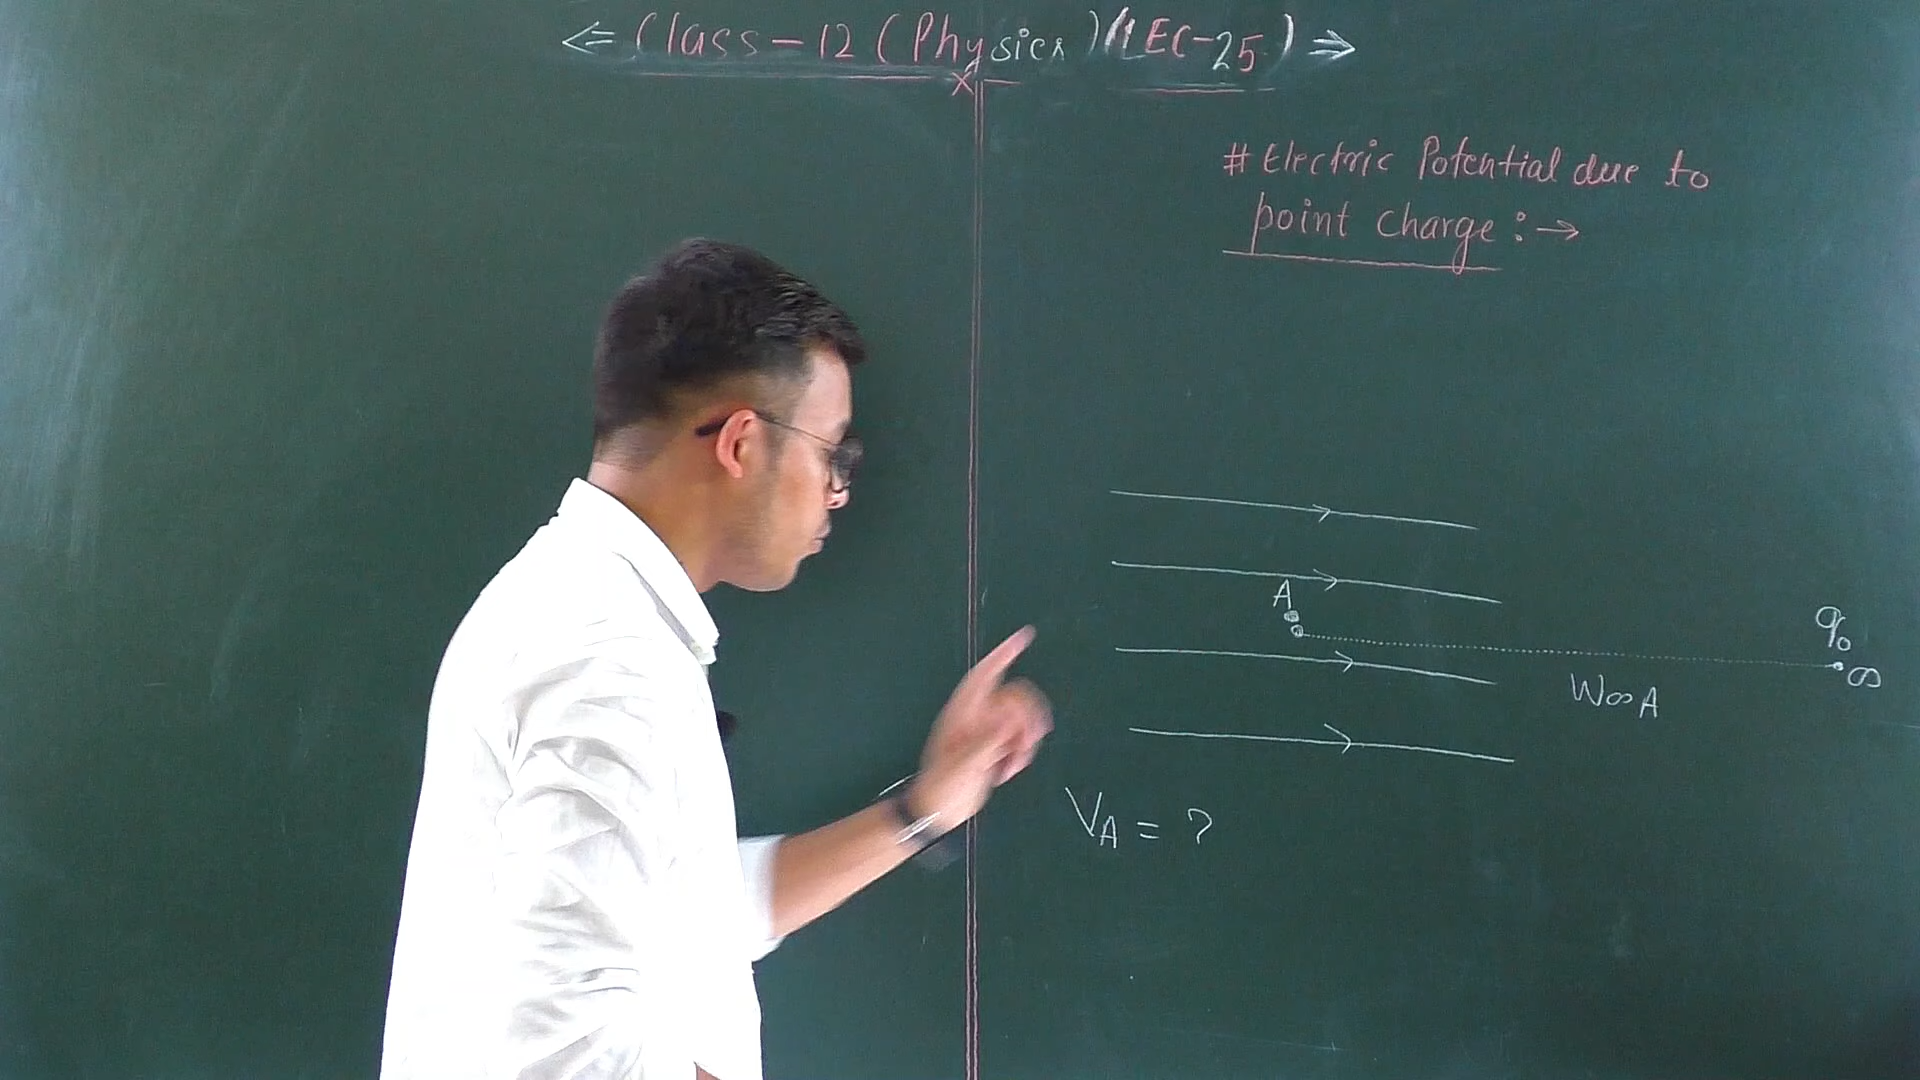 ⇐ Class-12 (Physics) (LEC-25) ⇒
# Electric Potential due to
point charge :→
A
q₀
∞
W∞A
V_A = ?